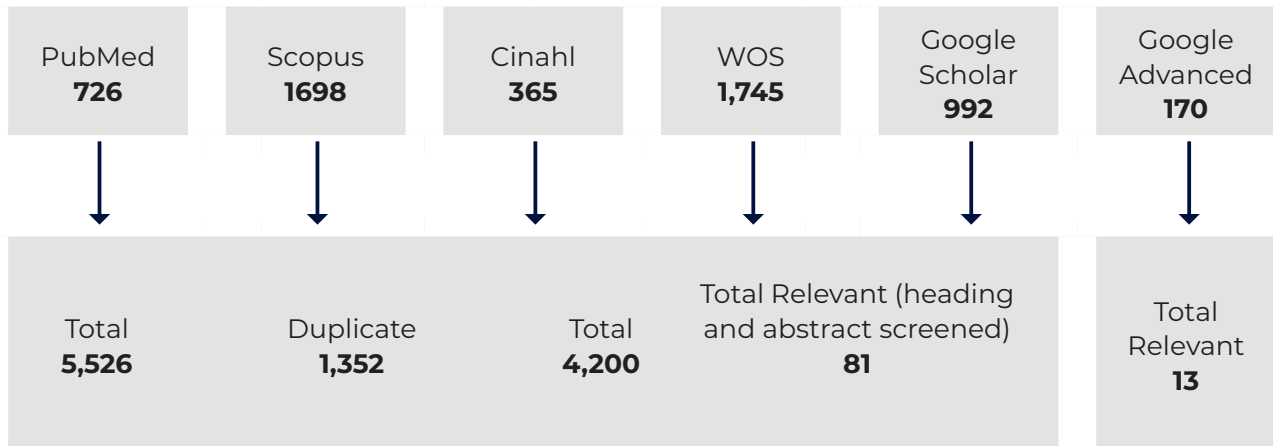 PubMed
726
Scopus
1698
Cinahl
365
WOS
1,745
Google
Scholar
992
Google
Advanced
170
Total
5,526
Duplicate
1,352
Total
4,200
Total Relevant (heading
and abstract screened)
81
Total
Relevant
13